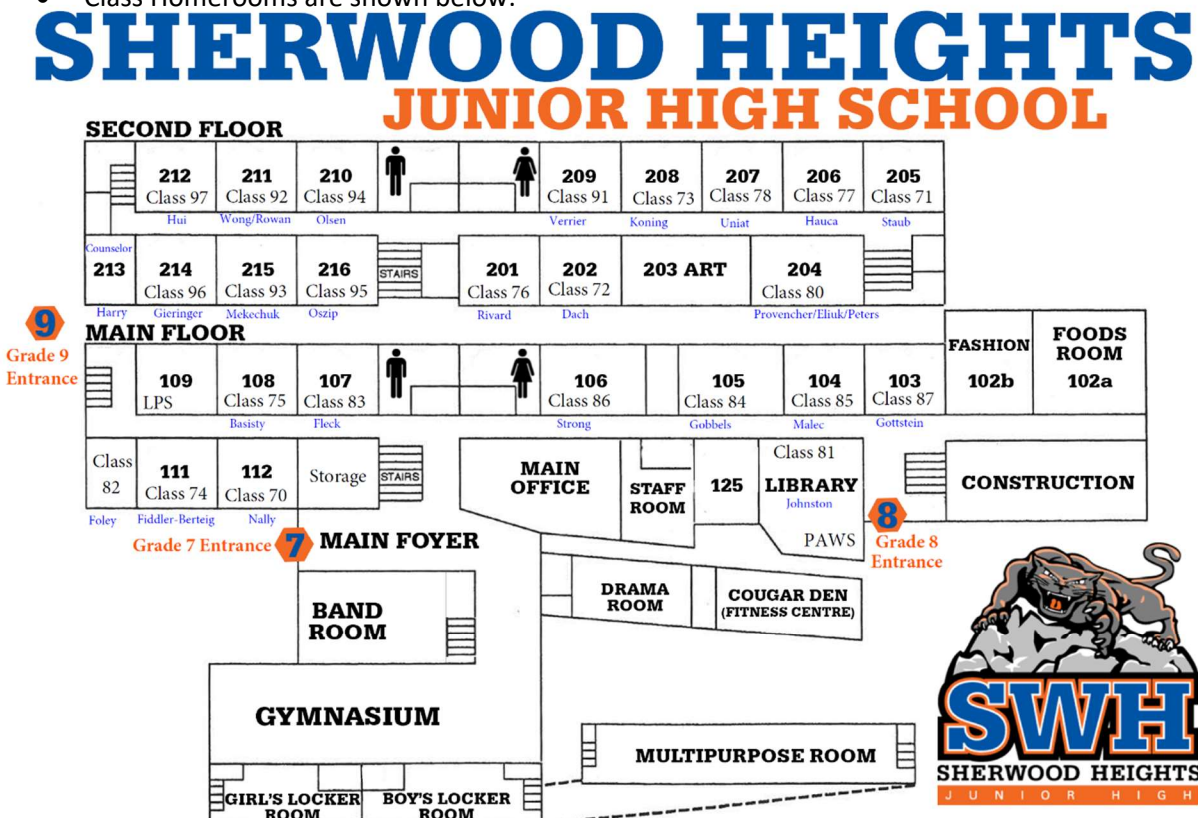 • Class Homerooms are shown below.
SHERWOOD HEIGHTS
JUNIOR HIGH SCHOOL
SECOND FLOOR
212 211 210 209 208 207 206 205
Class 97 Class 92 Class 94 Class 91 Class 73 Class 78 Class 77 Class 71
Hui Wong/Rowan Olsen Verrier Koning Uniat Hauca Staub
Counselor
213 214 215 216 STAIRS 201 202 203 ART 204
Class 96 Class 93 Class 95 Class 76 Class 72 Class 80
Harry Gieringer Mekechuk Oszip Rivard Dach Provencher/Eliuk/Peters
9
Grade 9
Entrance
MAIN FLOOR
FASHION
102b
FOODS
ROOM
102a
109 108 107 106 105 104 103
LPS Class 75 Class 83 Class 86 Class 84 Class 85 Class 87
Basisty Fleck Strong Gobbels Malec Gottstein
Class
82
111 112 Storage STAIRS
Class 74 Class 70
Foley Fiddler-Berteig Nally
MAIN
OFFICE
STAFF
ROOM
125
Class 81
LIBRARY
Johnston
PAWS
CONSTRUCTION
8
Grade 8
Entrance
Grade 7 Entrance 7 MAIN FOYER
BAND
ROOM
DRAMA
ROOM
COUGAR DEN
(FITNESS CENTRE)
GYMNASIUM
MULTIPURPOSE ROOM
GIRL'S LOCKER
ROOM
BOY'S LOCKER
ROOM
SWH
SHERWOOD HEIGHTS
JUNIOR HIGH